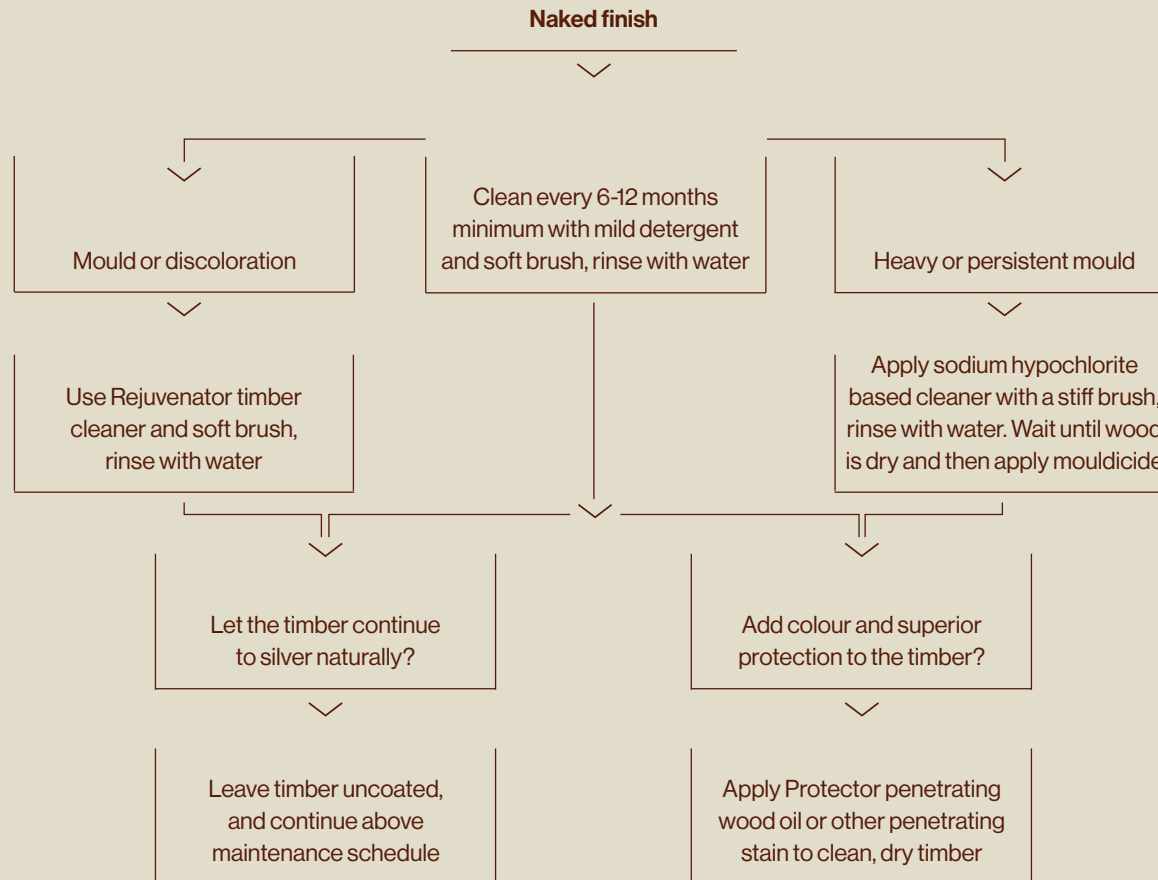 Naked finish
Clean every 6-12 months
minimum with mild detergent
and soft brush, rinse with water
Mould or discoloration
Heavy or persistent mould
Use Rejuvenator timber
cleaner and soft brush,
rinse with water
Apply sodium hypochlorite
based cleaner with a stiff brush,
rinse with water. Wait until wood
is dry and then apply mouldicide
Let the timber continue
to silver naturally?
Add colour and superior
protection to the timber?
Leave timber uncoated,
and continue above
maintenance schedule
Apply Protector penetrating
wood oil or other penetrating
stain to clean, dry timber